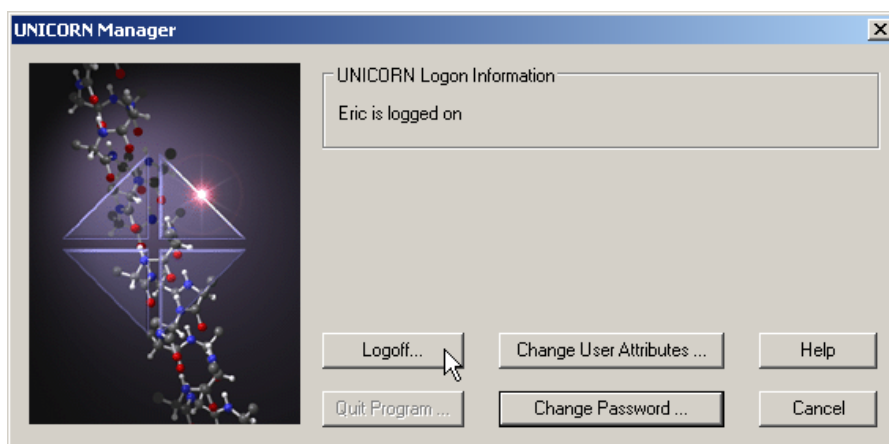 UNICORN Manager
UNICORN Logon Information
Eric is logged on
Logoff...
Change User Attributes ...
Help
Quit Program ...
Change Password ...
Cancel